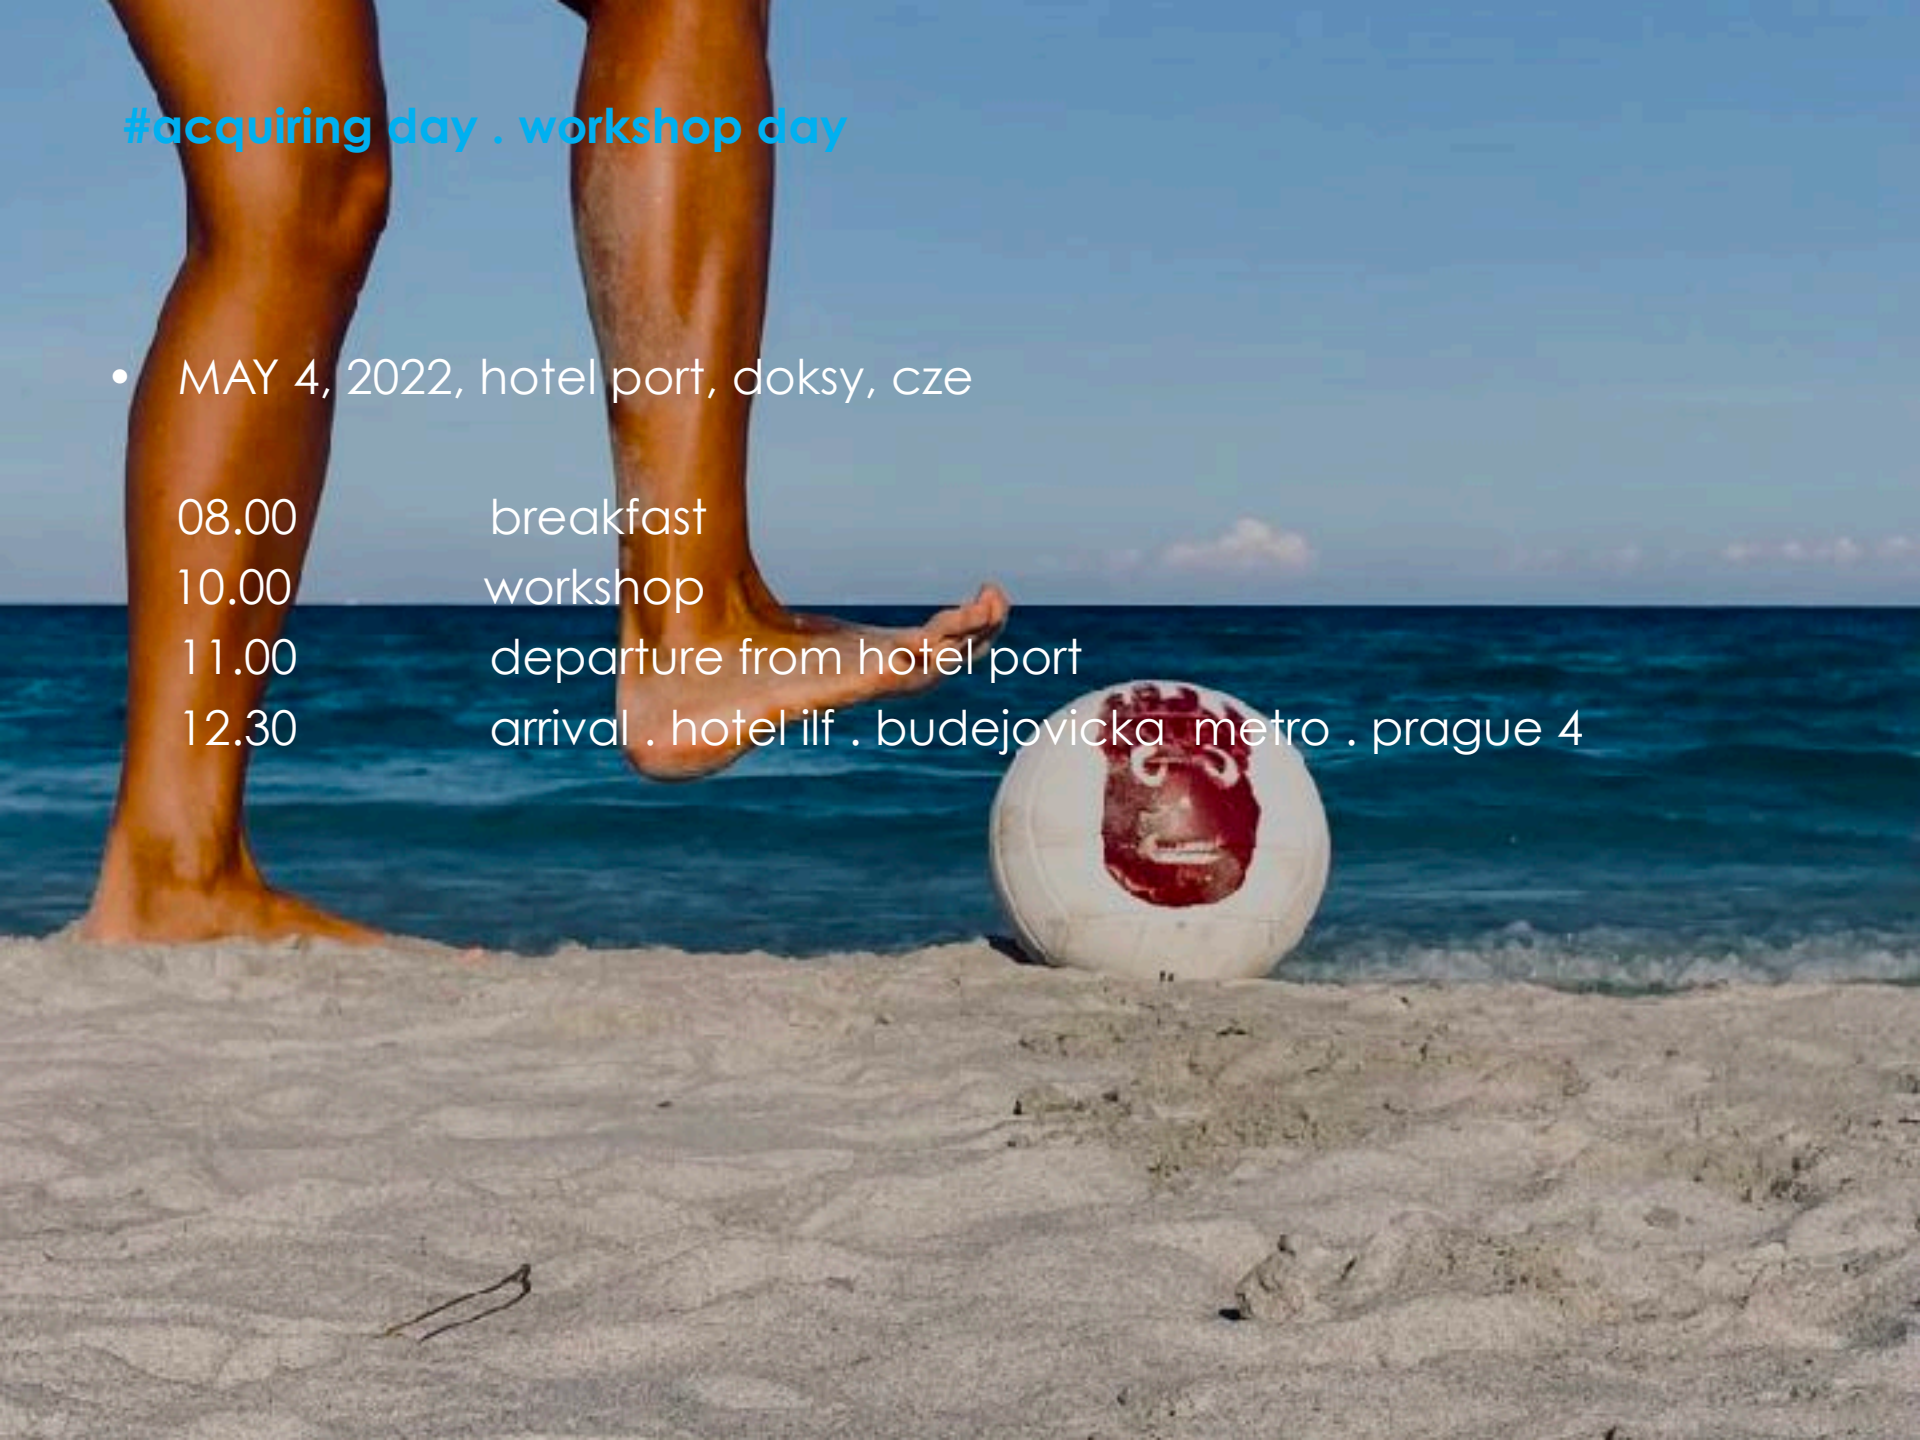 #acquiring day . workshop day
• MAY 4, 2022, hotel port, doksy, cze
08.00 breakfast
10.00 workshop
11.00 departure from hotel port
12.30 arrival . hotel ilf . budejovicka metro . prague 4